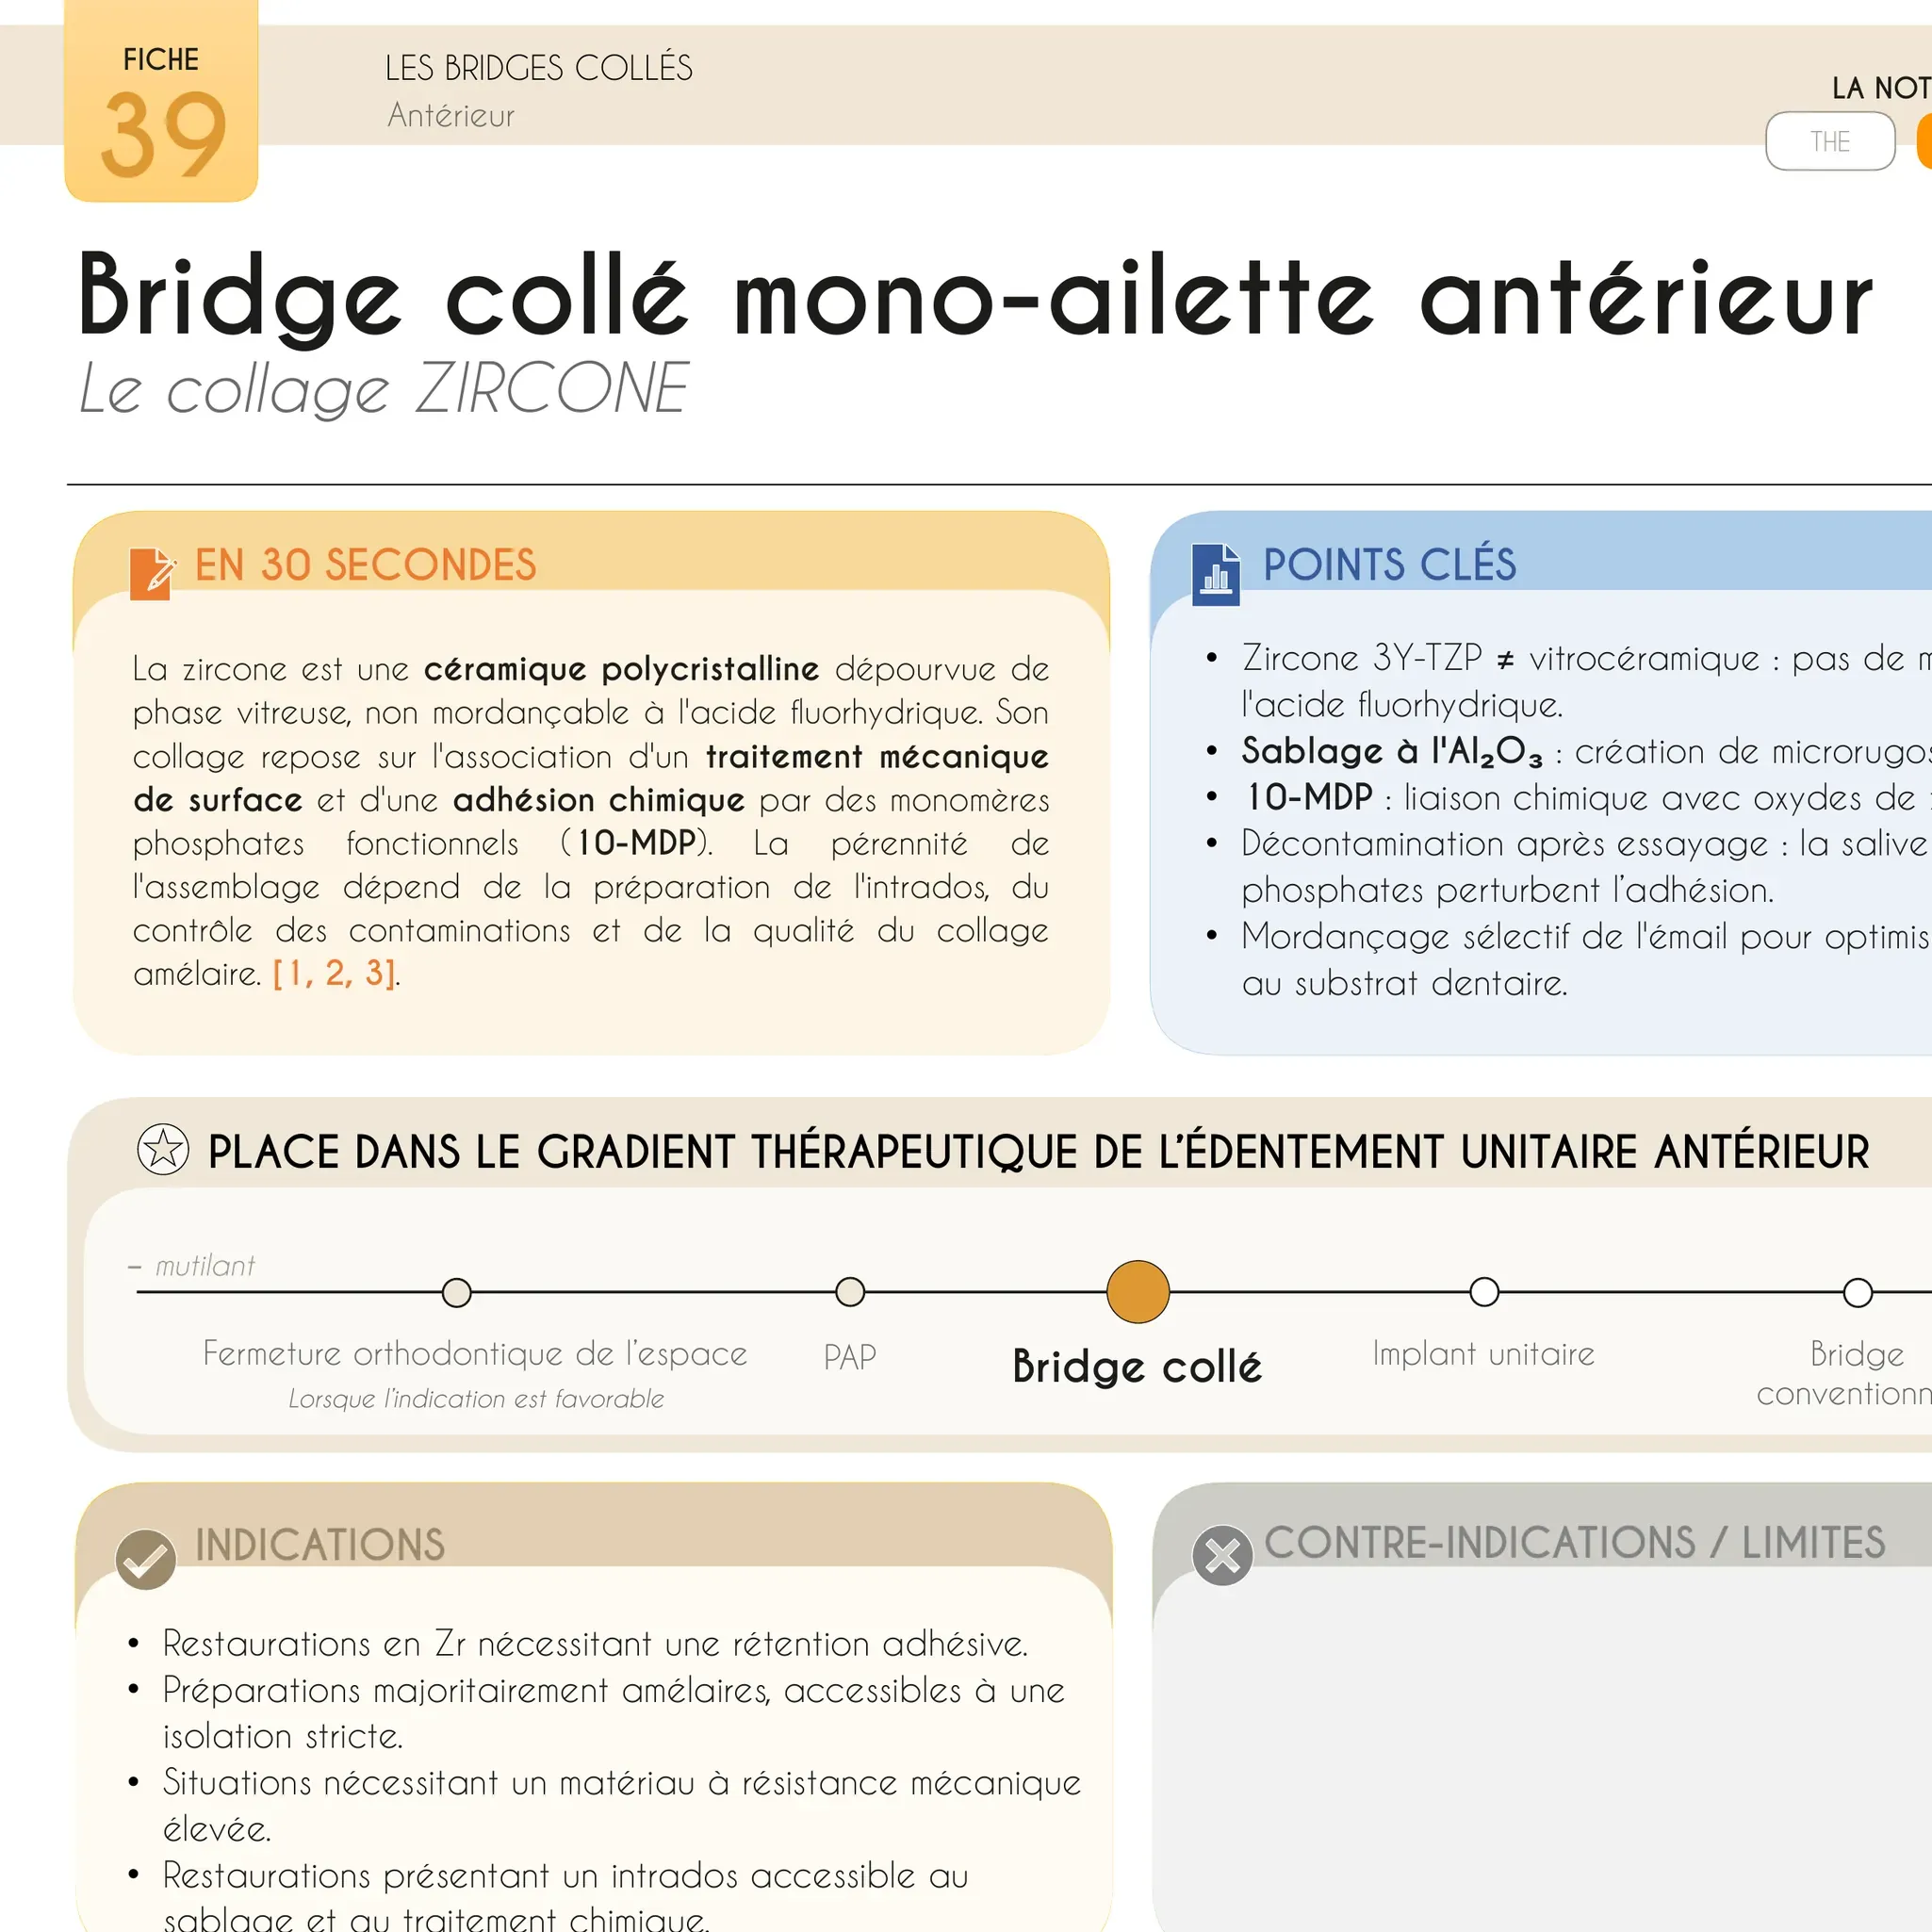 FICHE
39
LES BRIDGES COLLÉS
Antérieur
LA NOT
THE
Bridge collé mono-ailette antérieur
Le collage ZIRCONE
EN 30 SECONDES
La zircone est une céramique polycristalline dépourvue de
phase vitreuse, non mordançable à l'acide fluorhydrique. Son
collage repose sur l'association d'un traitement mécanique
de surface et d'une adhésion chimique par des monomères
phosphates fonctionnels (10-MDP). La pérennité de
l'assemblage dépend de la préparation de l'intrados, du
contrôle des contaminations et de la qualité du collage
amélaire. [1, 2, 3].
POINTS CLÉS
• Zircone 3Y-TZP ≠ vitrocéramique : pas de m
l'acide fluorhydrique.
• Sablage à l'Al₂O₃ : création de microrugos
• 10-MDP : liaison chimique avec oxydes de
• Décontamination après essayage : la salive
phosphates perturbent l’adhésion.
• Mordançage sélectif de l'émail pour optimis
au substrat dentaire.
PLACE DANS LE GRADIENT THÉRAPEUTIQUE DE L’ÉDENTEMENT UNITAIRE ANTÉRIEUR
– mutilant
Fermeture orthodontique de l’espace
Lorsque l’indication est favorable
PAP
Bridge collé
Implant unitaire
Bridge
conventionn
INDICATIONS
• Restaurations en Zr nécessitant une rétention adhésive.
• Préparations majoritairement amélaires, accessibles à une
isolation stricte.
• Situations nécessitant un matériau à résistance mécanique
élevée.
• Restaurations présentant un intrados accessible au
sablage et au traitement chimique.
CONTRE-INDICATIONS / LIMITES